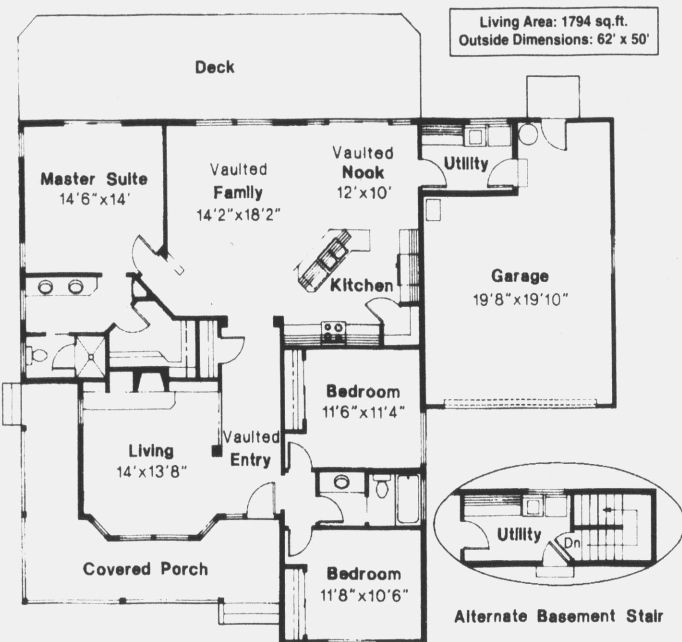 Living Area: 1794 sq.ft.
Outside Dimensions: 62' x 50'
Deck
Master Suite
14'6"x14'
Vaulted
Family
14'2"x18'2"
Vaulted
Nook
12'x10'
Utility
Kitchen
Garage
19'8"x19'10"
Living
14'x13'8"
Vaulted
Entry
Bedroom
11'6"x11'4"
Covered Porch
Bedroom
11'8"x10'6"
Utility
Dn
Alternate Basement Stair